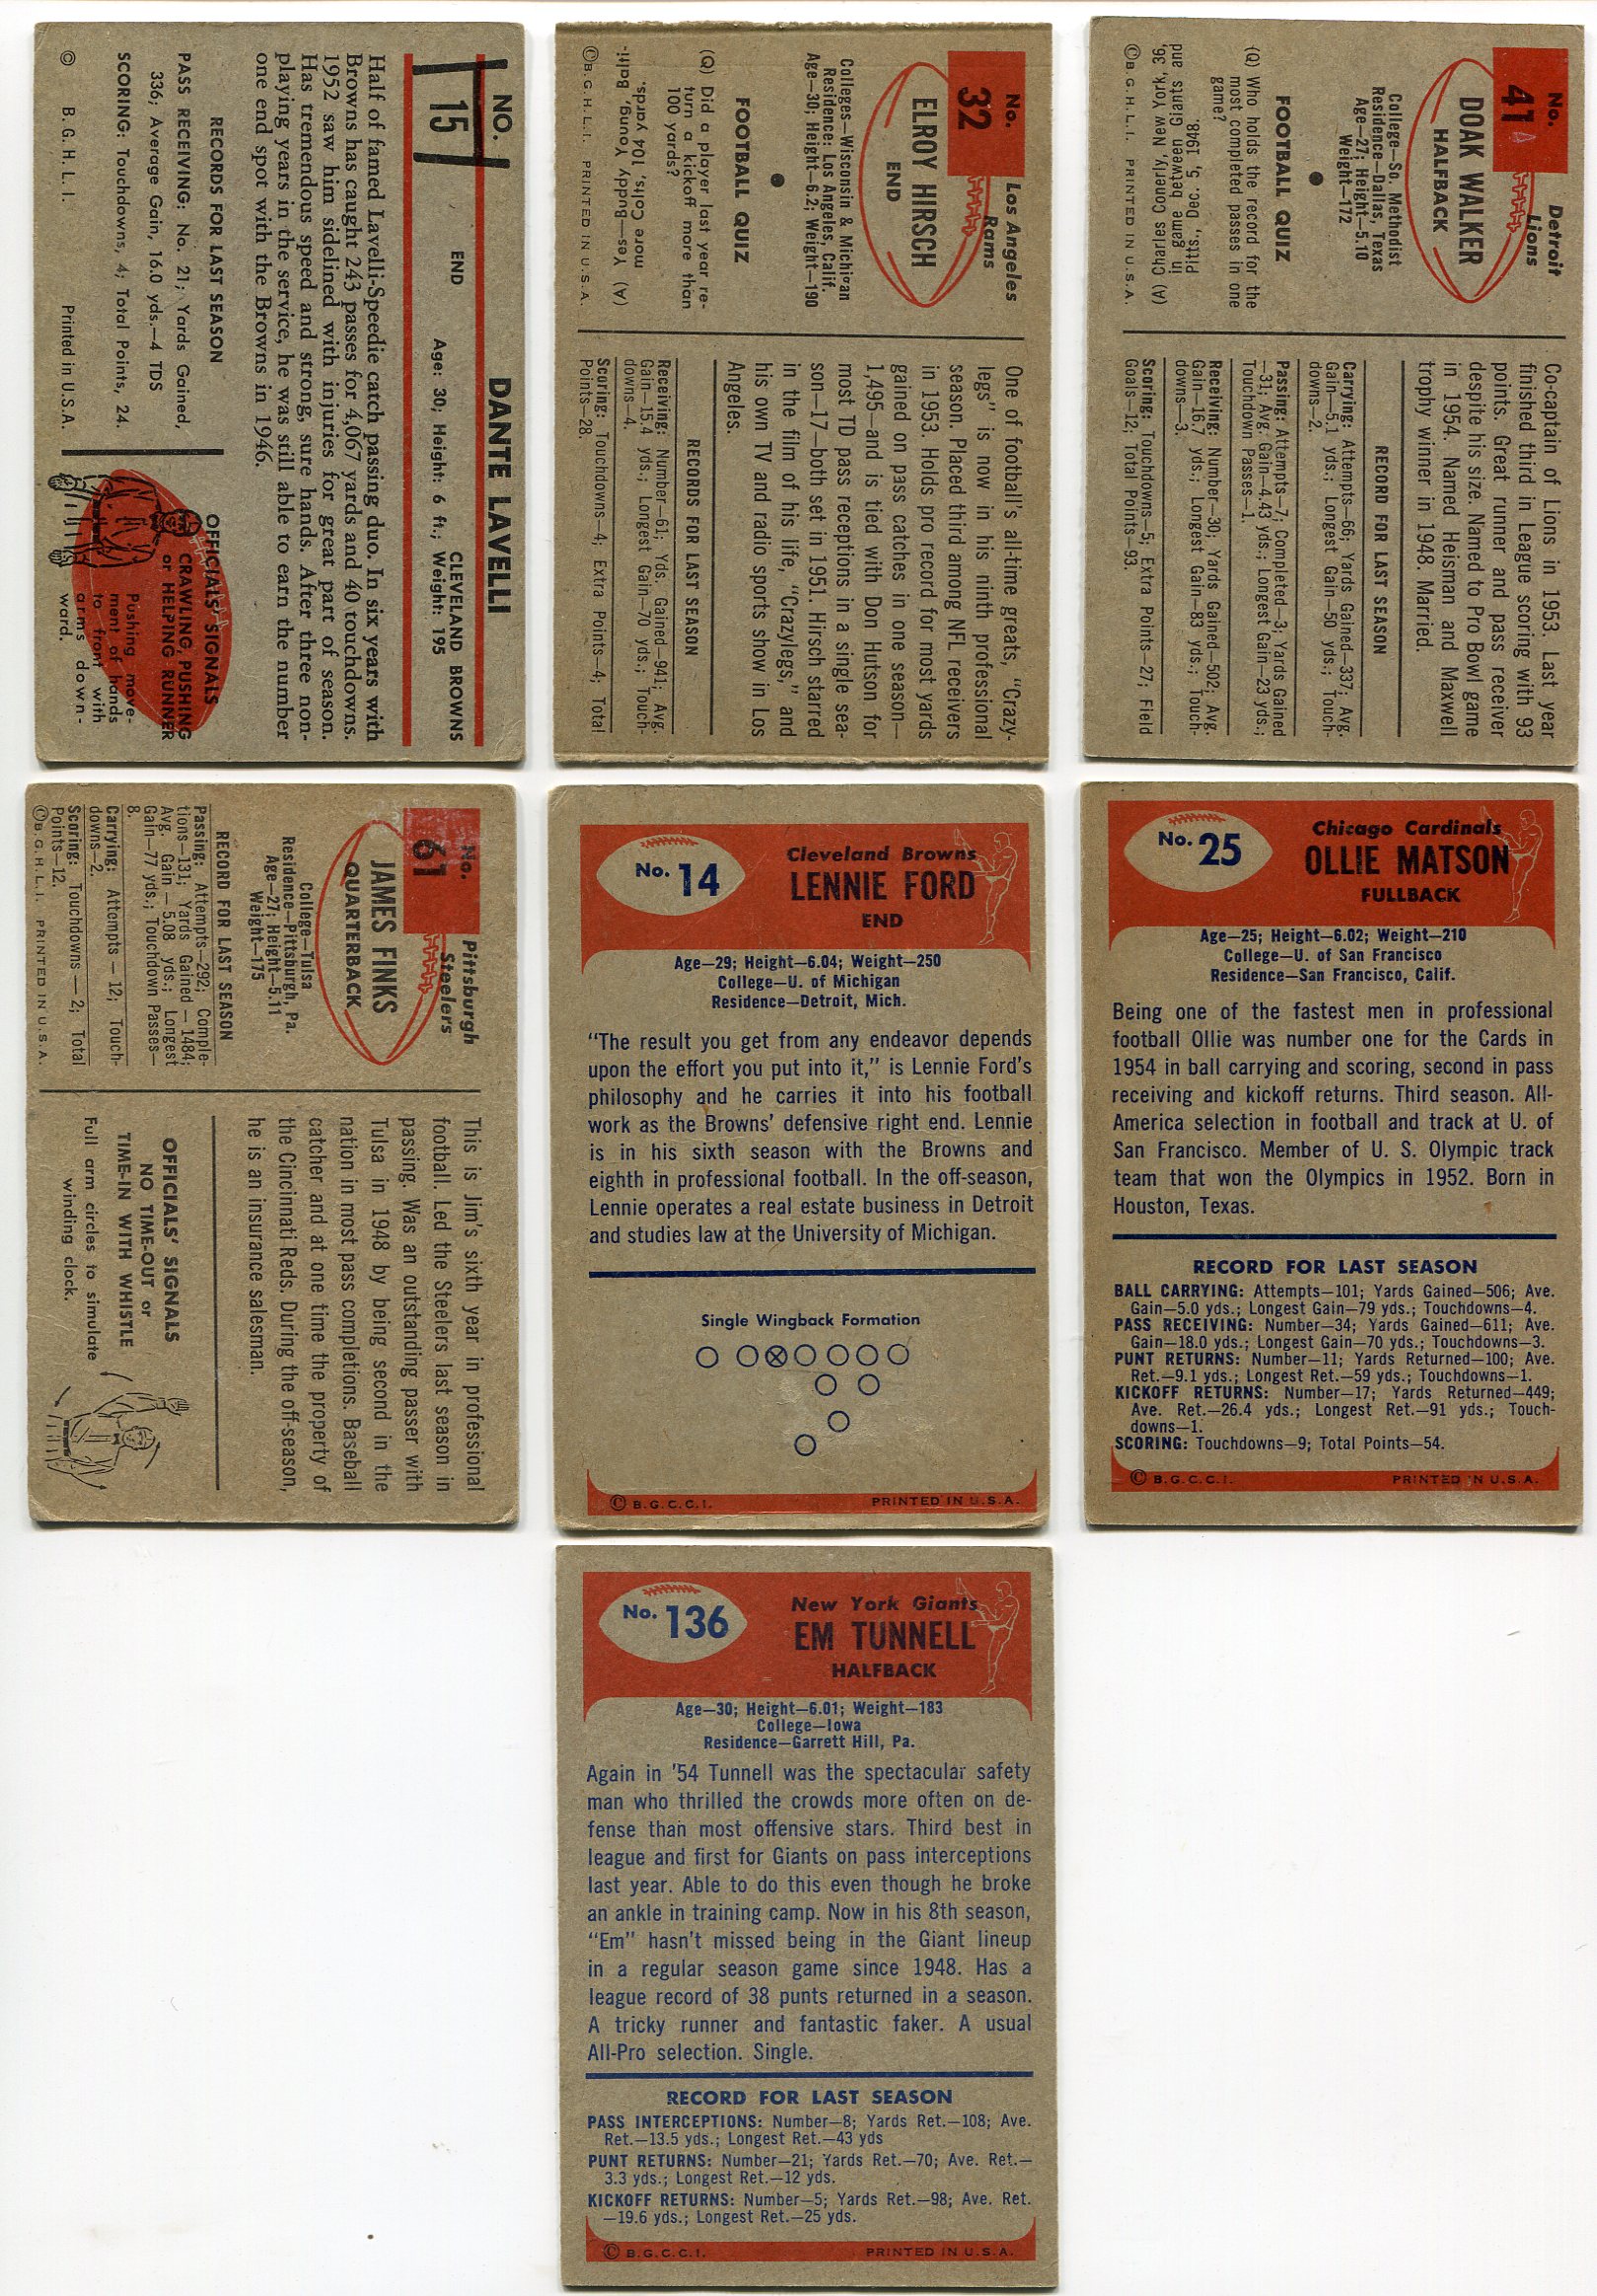 NO.
15
DANTE LAVELLI
END
CLEVELAND BROWNS
Age: 30; Height: 6 ft.; Weight: 195
Half of famed Lavelli-Speedie catch passing duo. In six years with
Browns has caught 243 passes for 4,067 yards and 40 touchdowns.
1952 saw him sidelined with injuries for great part of season.
Has tremendous speed and strong, sure hands. After three non-
playing years in the service, he was still able to earn the number
one end spot with the Browns in 1946.
RECORDS FOR LAST SEASON
PASS RECEIVING: No. 21; Yards Gained,
336; Average Gain, 16.0 yds.—4 TDS
SCORING: Touchdowns, 4; Total Points, 24.
© B. G. H. L. I. Printed in U.S.A.
OFFICIALS' SIGNALS
CRAWLING, PUSHING
or HELPING RUNNER
Pushing move-
ment of hands
to front with
arms down-
ward.
No.
32
Los Angeles
Rams
ELROY HIRSCH
END
Colleges—Wisconsin & Michigan
Residence: Los Angeles, Calif.
Age—30; Height—6.2; Weight—190
FOOTBALL QUIZ
(Q) Did a player last year re-
turn a kickoff more than
100 yards?
(A) Yes—Buddy Young, Balti-
more Colts, 104 yards.
©B. G. H. L. I. PRINTED IN U. S. A.
One of football's all-time greats, "Crazy-
legs" is now in his ninth professional
season. Placed third among NFL receivers
in 1953. Holds pro record for most yards
gained on pass catches in one season—
1,495—and is tied with Don Hutson for
most TD pass receptions in a single sea-
son—17—both set in 1951. Hirsch starred
in the film of his life, "Crazylegs," and
his own TV and radio sports show in Los
Angeles.
RECORDS FOR LAST SEASON
Receiving: Number—61; Yds. Gained—941; Avg.
Gain—15.4 yds.; Longest Gain—70 yds.; Touch-
downs—4.
Scoring: Touchdowns—4; Extra Points—4; Total
Points—28.
No.
41
Detroit
Lions
DOAK WALKER
HALFBACK
College—So. Methodist
Residence—Dallas, Texas
Age—27; Height—5.10
Weight—172
FOOTBALL QUIZ
(Q) Who holds the record for the
most completed passes in one
game?
(A) Charles Conerly, New York, 36,
in game between Giants and
Pitts., Dec. 5, 1948.
©B. G. H. L. I. PRINTED IN U. S. A.
Co-captain of Lions in 1953. Last year
finished third in League scoring with 93
points. Great runner and pass receiver
despite his size. Named to Pro Bowl game
in 1954. Named Heisman and Maxwell
trophy winner in 1948. Married.
RECORD FOR LAST SEASON
Carrying: Attempts—66; Yards Gained—337; Avg.
Gain—5.1 yds.; Longest Gain—50 yds.; Touch-
downs—2.
Passing: Attempts—7; Completed—3; Yards Gained
—31; Avg. Gain—4.43 yds.; Longest Gain—23 yds.;
Touchdown Passes—1.
Receiving: Number—30; Yards Gained—502; Avg.
Gain—16.7 yds.; Longest Gain—83 yds.; Touch-
downs—3.
Scoring: Touchdowns—5; Extra Points—27; Field
Goals—12; Total Points—93.
No.
61
Pittsburgh
Steelers
JAMES FINKS
QUARTERBACK
College—Tulsa
Residence—Pittsburgh, Pa.
Age—27; Height—5.11
Weight—175
RECORD FOR LAST SEASON
Passing: Attempts—292; Comple-
tions—131; Yards Gained — 1484;
Avg. Gain — 5.08 yds.; Longest
Gain—77 yds.; Touchdown Passes—
8.
Carrying: Attempts — 12; Touch-
downs—2.
Scoring: Touchdowns — 2; Total
Points—12.
©B. G. H. L. I. PRINTED IN U. S. A.
This is Jim's sixth year in professional
football. Led the Steelers last season in
passing. Was an outstanding passer with
Tulsa in 1948 by being second in the
nation in most pass completions. Baseball
catcher and at one time the property of
the Cincinnati Reds. During the off-season,
he is an insurance salesman.
OFFICIALS' SIGNALS
NO TIME-OUT or
TIME-IN WITH WHISTLE
Full arm circles to simulate
winding clock.
No. 14
Cleveland Browns
LENNIE FORD
END
Age—29; Height—6.04; Weight—250
College—U. of Michigan
Residence—Detroit, Mich.
"The result you get from any endeavor depends
upon the effort you put into it," is Lennie Ford's
philosophy and he carries it into his football
work as the Browns' defensive right end. Lennie
is in his sixth season with the Browns and
eighth in professional football. In the off-season,
Lennie operates a real estate business in Detroit
and studies law at the University of Michigan.
Single Wingback Formation
© B. G. C. C. I. PRINTED IN U. S. A.
No. 25
Chicago Cardinals
OLLIE MATSON
FULLBACK
Age—25; Height—6.02; Weight—210
College—U. of San Francisco
Residence—San Francisco, Calif.
Being one of the fastest men in professional
football Ollie was number one for the Cards in
1954 in ball carrying and scoring, second in pass
receiving and kickoff returns. Third season. All-
America selection in football and track at U. of
San Francisco. Member of U. S. Olympic track
team that won the Olympics in 1952. Born in
Houston, Texas.
RECORD FOR LAST SEASON
BALL CARRYING: Attempts—101; Yards Gained—506; Ave.
Gain—5.0 yds.; Longest Gain—79 yds.; Touchdowns—4.
PASS RECEIVING: Number—34; Yards Gained—611; Ave.
Gain—18.0 yds.; Longest Gain—70 yds.; Touchdowns—3.
PUNT RETURNS: Number—11; Yards Returned—100; Ave.
Ret.—9.1 yds.; Longest Ret.—59 yds.; Touchdowns—1.
KICKOFF RETURNS: Number—17; Yards Returned—449;
Ave. Ret.—26.4 yds.; Longest Ret.—91 yds.; Touch-
downs—1.
SCORING: Touchdowns—9; Total Points—54.
© B. G. C. C. I. PRINTED IN U. S. A.
No. 136
New York Giants
EM TUNNELL
HALFBACK
Age—30; Height—6.01; Weight—183
College—Iowa
Residence—Garrett Hill, Pa.
Again in '54 Tunnell was the spectacular safety
man who thrilled the crowds more often on de-
fense than most offensive stars. Third best in
league and first for Giants on pass interceptions
last year. Able to do this even though he broke
an ankle in training camp. Now in his 8th season,
"Em" hasn't missed being in the Giant lineup
in a regular season game since 1948. Has a
league record of 38 punts returned in a season.
A tricky runner and fantastic faker. A usual
All-Pro selection. Single.
RECORD FOR LAST SEASON
PASS INTERCEPTIONS: Number—8; Yards Ret.—108; Ave.
Ret.—13.5 yds.; Longest Ret.—43 yds
PUNT RETURNS: Number—21; Yards Ret.—70; Ave. Ret.—
3.3 yds.; Longest Ret.—12 yds.
KICKOFF RETURNS: Number—5; Yards Ret.—98; Ave. Ret.
—19.6 yds.; Longest Ret.—25 yds.
© B. G. C. C. I. PRINTED IN U. S. A.